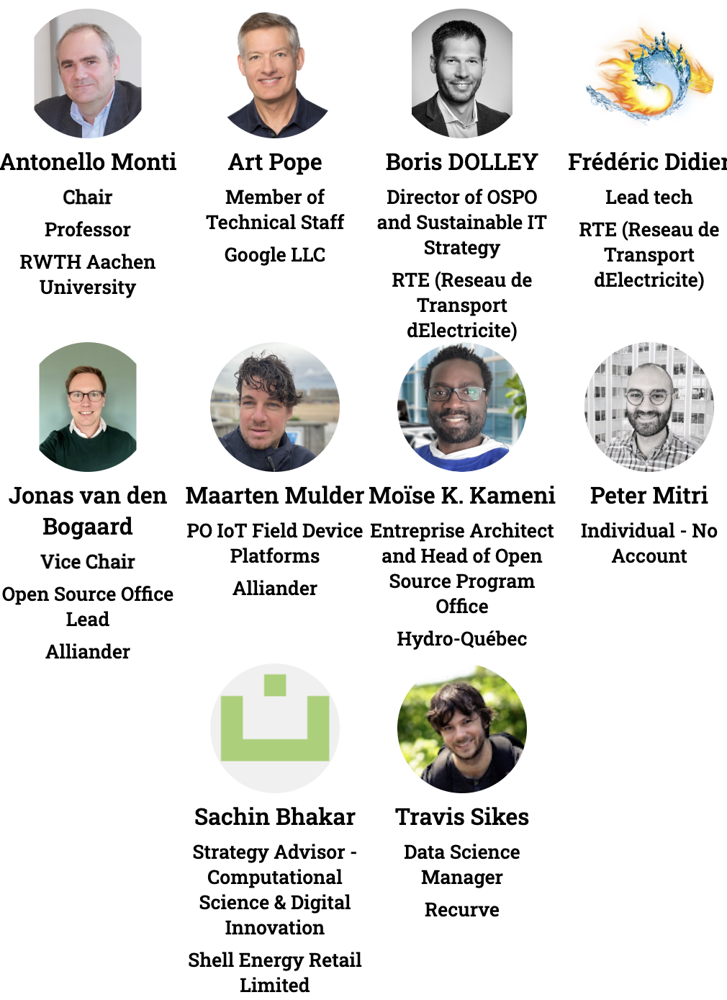 Antonello Monti
Chair
Professor
RWTH Aachen
University
Art Pope
Member of
Technical Staff
Google LLC
Boris DOLLEY
Director of OSPO
and Sustainable IT
Strategy
RTE (Reseau de
Transport
dElectricite)
Frédéric Didier
Lead tech
RTE (Reseau de
Transport
dElectricite)
Jonas van den
Bogaard
Vice Chair
Open Source Office
Lead
Alliander
Maarten Mulder
PO IoT Field Device
Platforms
Alliander
Moïse K. Kameni
Entreprise Architect
and Head of Open
Source Program
Office
Hydro-Québec
Peter Mitri
Individual - No
Account
Sachin Bhakar
Strategy Advisor -
Computational
Science & Digital
Innovation
Shell Energy Retail
Limited
Travis Sikes
Data Science
Manager
Recurve